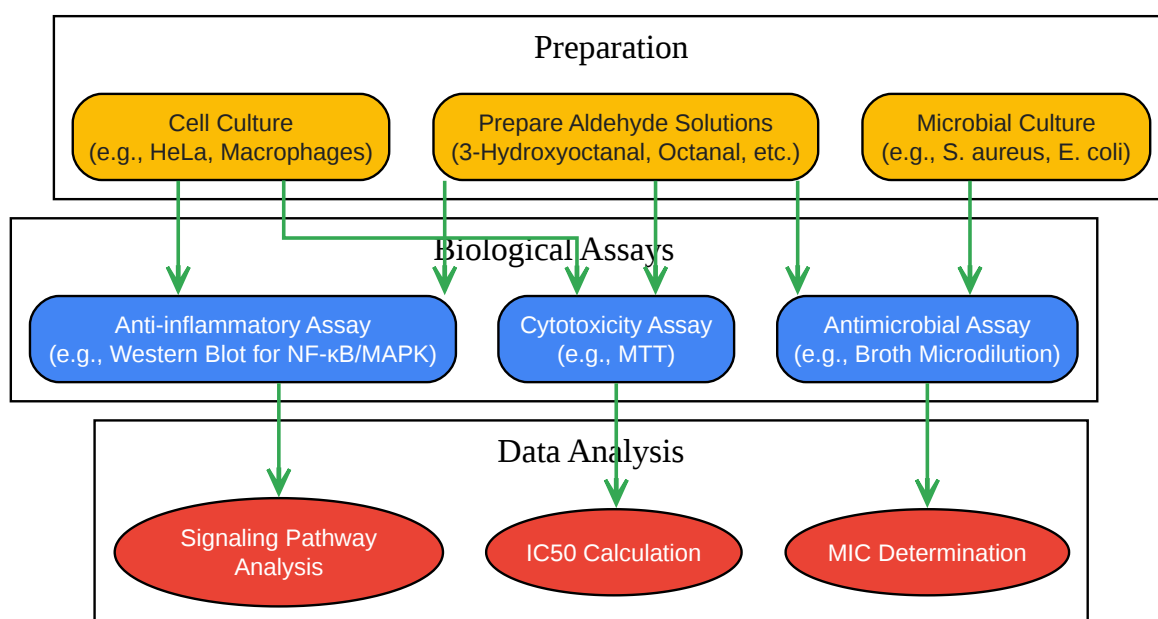 Preparation
Cell Culture
(e.g., HeLa, Macrophages)
Prepare Aldehyde Solutions
(3-Hydroxyoctanal, Octanal, etc.)
Microbial Culture
(e.g., S. aureus, E. coli)
Biological Assays
Anti-inflammatory Assay
(e.g., Western Blot for NF-κB/MAPK)
Cytotoxicity Assay
(e.g., MTT)
Antimicrobial Assay
(e.g., Broth Microdilution)
Data Analysis
Signaling Pathway
Analysis
IC50 Calculation
MIC Determination